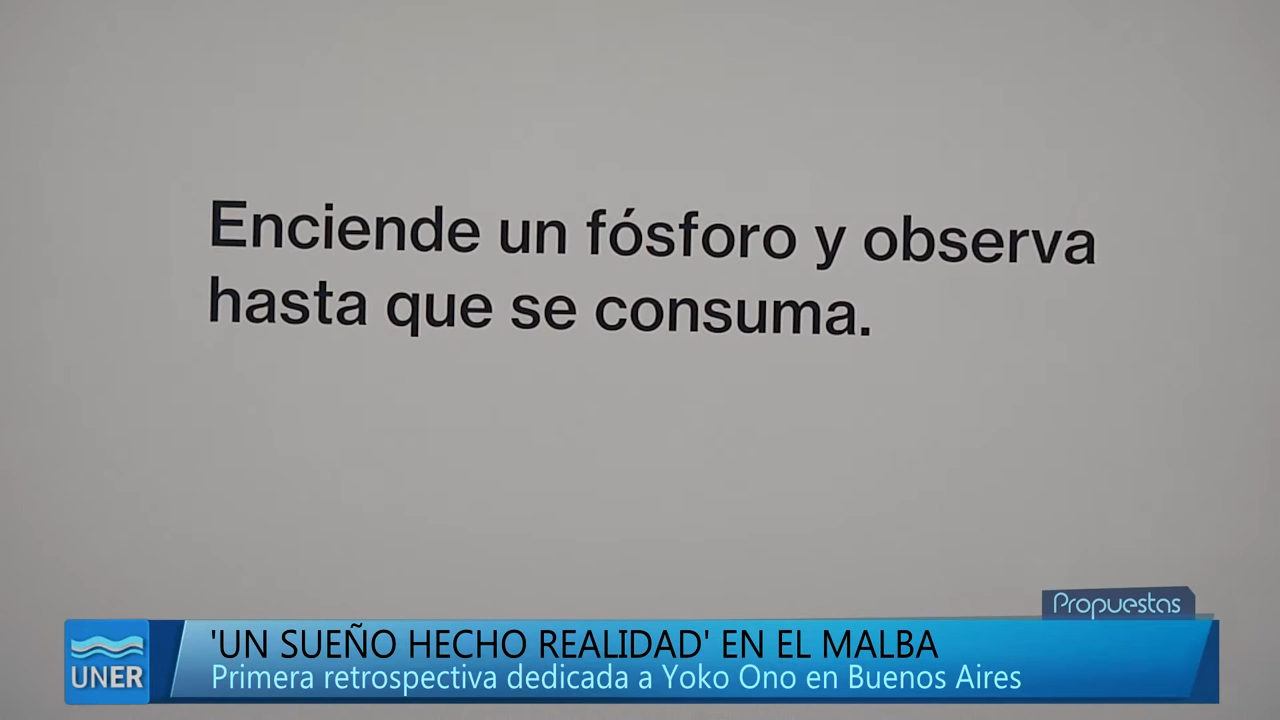 Enciende un fósforo y observa
hasta que se consuma.
Propuestas
'UN SUEÑO HECHO REALIDAD' EN EL MALBA
Primera retrospectiva dedicada a Yoko Ono en Buenos Aires
UNER